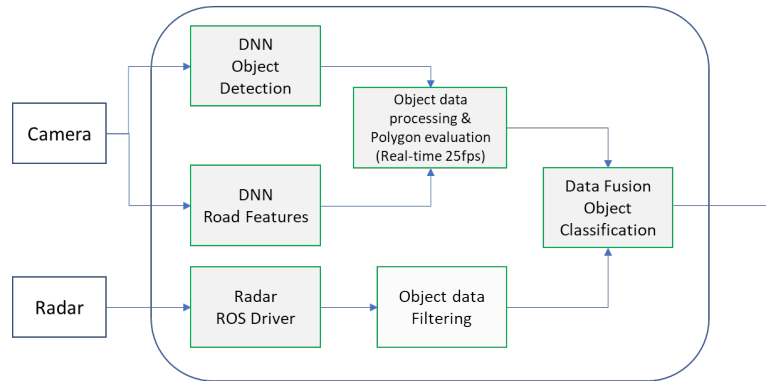 DNN
Object
Detection
Camera
Object data
processing &
Polygon evaluation
(Real-time 25fps)
DNN
Road Features
Data Fusion
Object
Classification
Radar
Radar
ROS Driver
Object data
Filtering